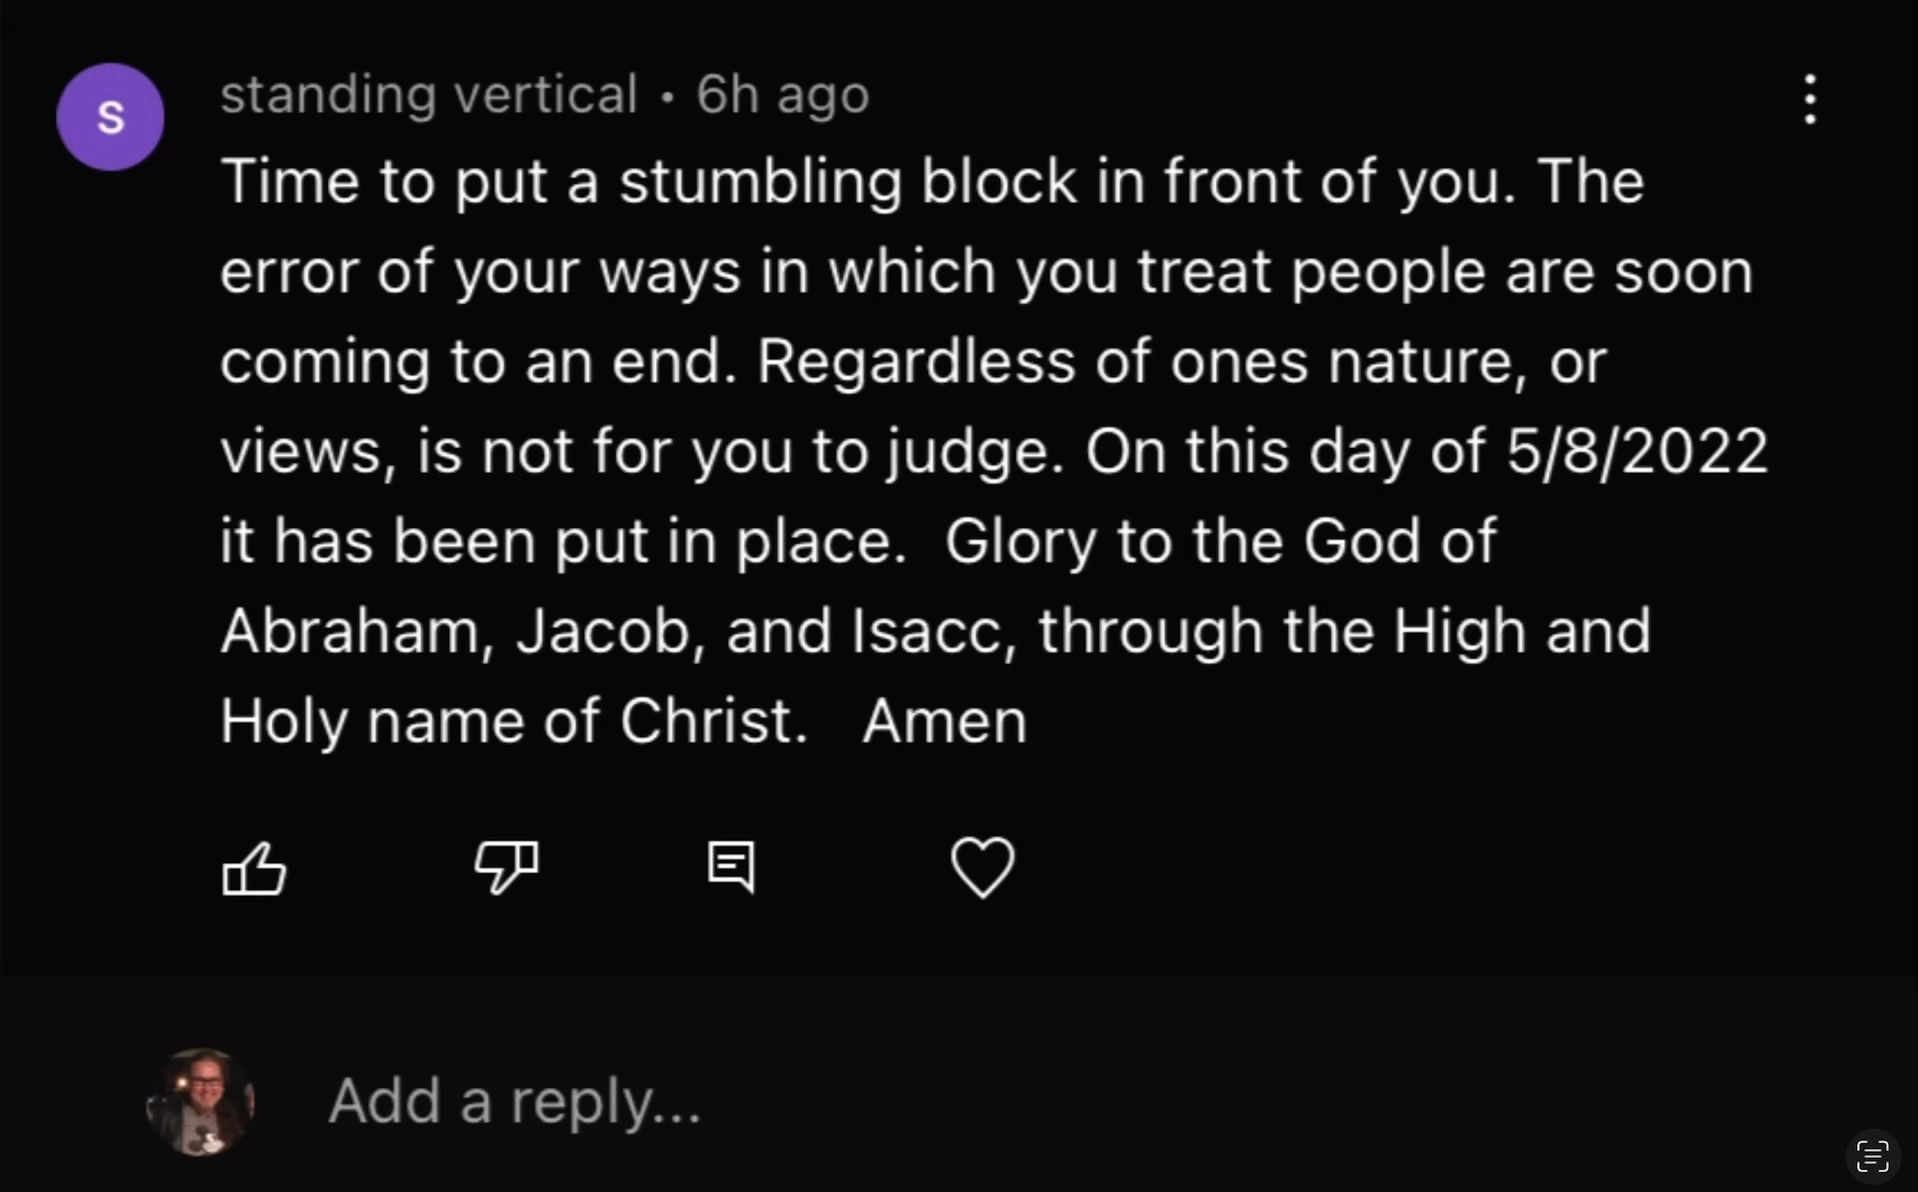 S
standing vertical • 6h ago
Time to put a stumbling block in front of you. The
error of your ways in which you treat people are soon
coming to an end. Regardless of ones nature, or
views, is not for you to judge. On this day of 5/8/2022
it has been put in place.  Glory to the God of
Abraham, Jacob, and Isacc, through the High and
Holy name of Christ.   Amen
Add a reply...